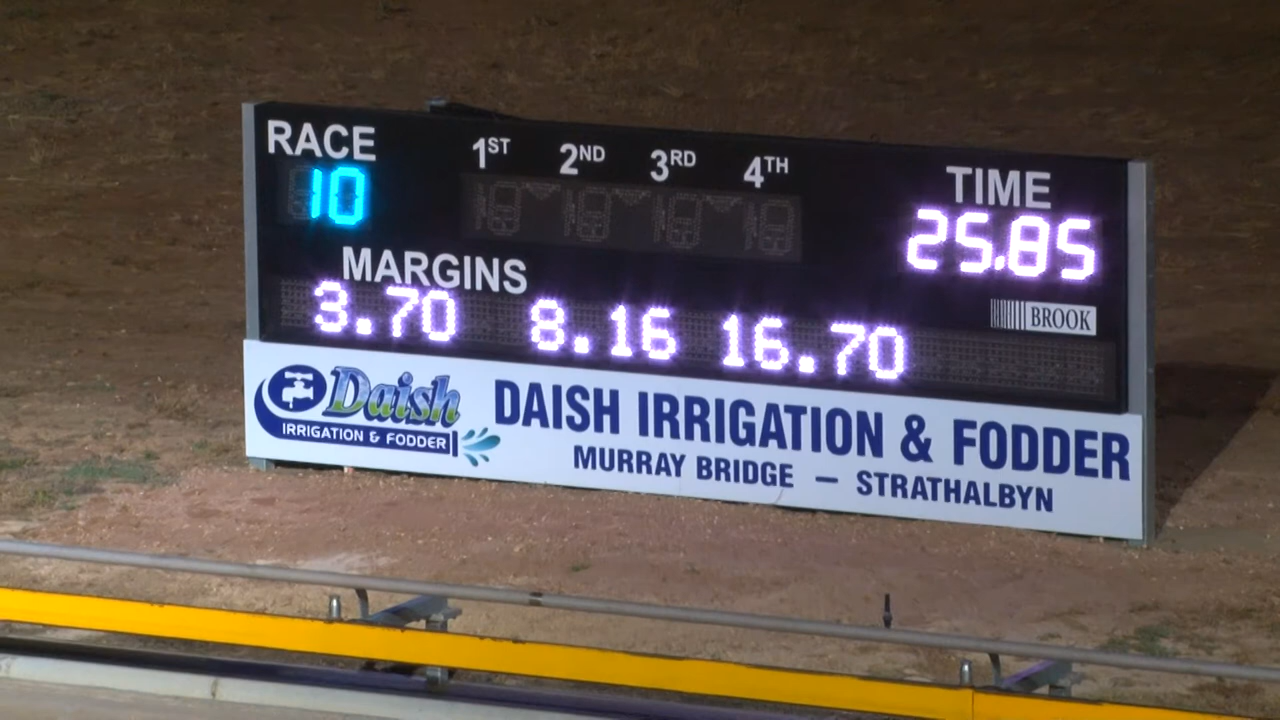 RACE 1ST 2ND 3RD 4TH TIME
10 25.85
MARGINS
3.70 8.16 16.70
BROOK
Daish
IRRIGATION & FODDER
DAISH IRRIGATION & FODDER
MURRAY BRIDGE — STRATHALBYN